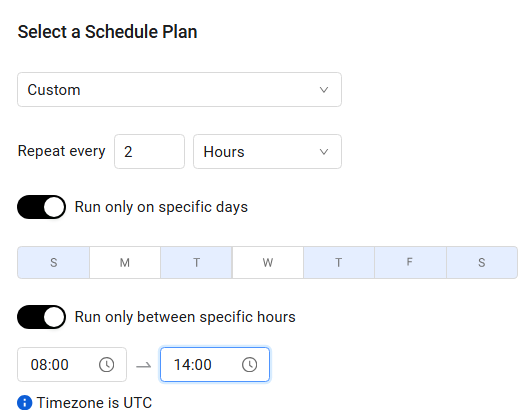 Select a Schedule Plan
Custom
Repeat every 2 Hours
Run only on specific days
S M T W T F S
Run only between specific hours
08:00 → 14:00
Timezone is UTC